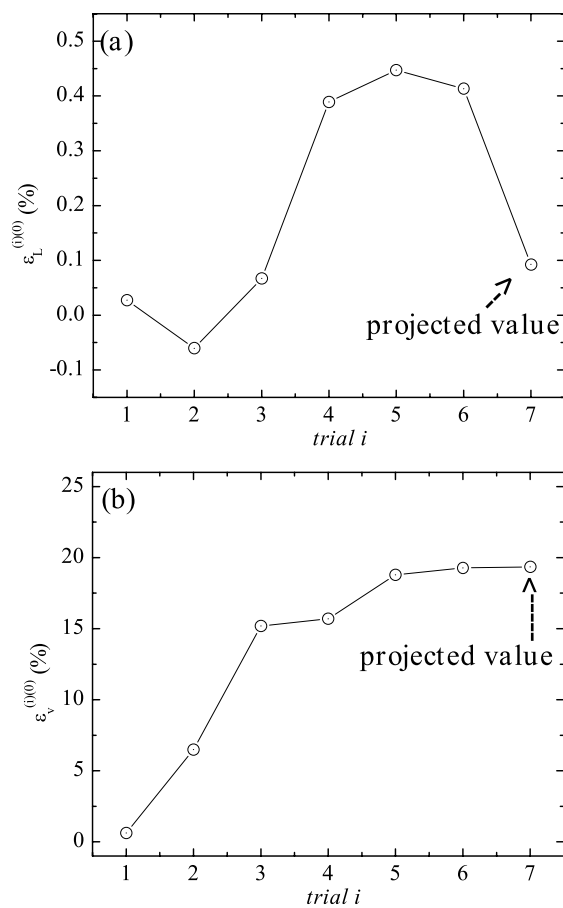 (a)
0.5
0.4
0.3
0.2
0.1
0.0
-0.1
ε_L^(i)(0) (%)
projected value
1 2 3 4 5 6 7
trial i
(b)
25
20
15
10
5
0
ε_v^(i)(0) (%)
projected value
1 2 3 4 5 6 7
trial i